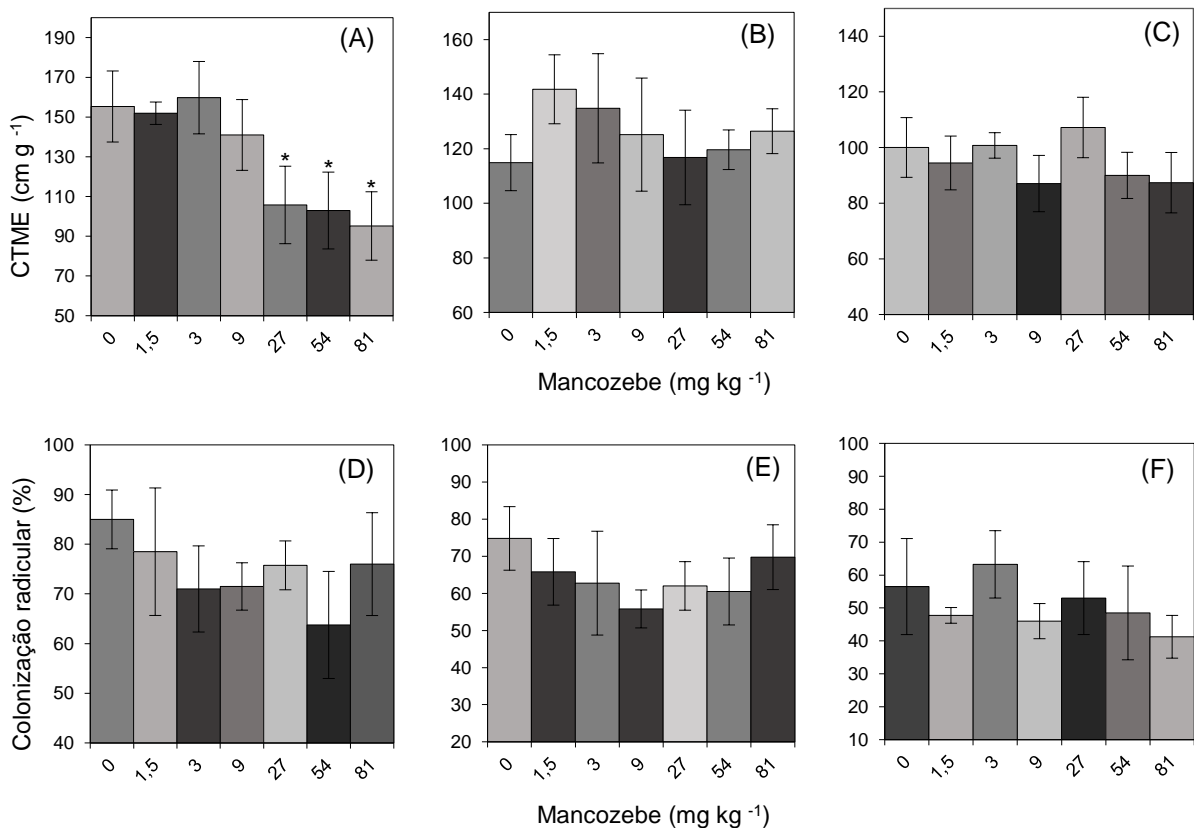 (A)
CTME (cm g -1)
190
170
150
130
110
90
70
50
* * *
0 1,5 3 9 27 54 81
(B)
160
140
120
100
80
60
0 1,5 3 9 27 54 81
(C)
140
120
100
80
60
40
0 1,5 3 9 27 54 81
Mancozebe (mg kg -1)
(D)
Colonização radicular (%)
100
90
80
70
60
50
40
0 1,5 3 9 27 54 81
(E)
100
90
80
70
60
50
40
30
20
0 1,5 3 9 27 54 81
(F)
100
90
80
70
60
50
40
30
20
10
0 1,5 3 9 27 54 81
Mancozebe (mg kg -1)